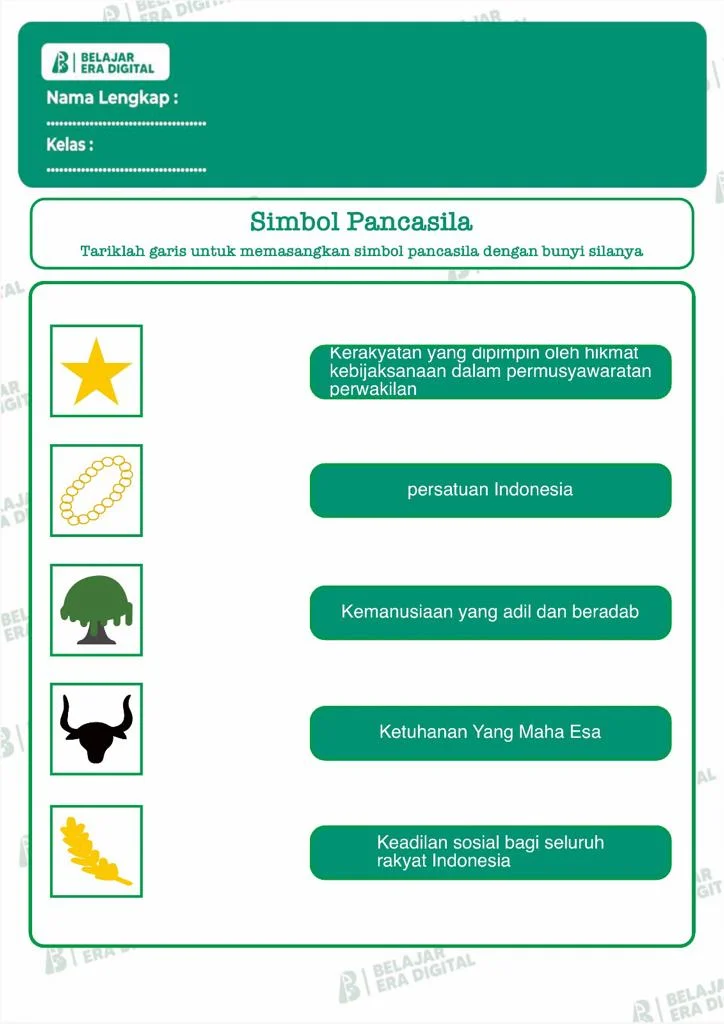 BELAJAR
ERA DIGITAL
Nama Lengkap :
Kelas :
Simbol Pancasila
Tariklah garis untuk memasangkan simbol pancasila dengan bunyi silanya
Kerakyatan yang dipimpin oleh hikmat
kebijaksanaan dalam permusyawaratan
perwakilan
persatuan Indonesia
Kemanusiaan yang adil dan beradab
Ketuhanan Yang Maha Esa
Keadilan sosial bagi seluruh
rakyat Indonesia
BELAJAR
ERA DIGITAL